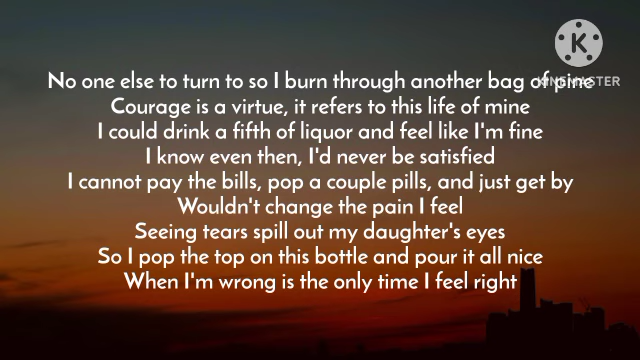 No one else to turn to so I burn through another bag of pine
KINEMASTER
Courage is a virtue, it refers to this life of mine
I could drink a fifth of liquor and feel like I'm fine
I know even then, I'd never be satisfied
I cannot pay the bills, pop a couple pills, and just get by
Wouldn't change the pain I feel
Seeing tears spill out my daughter's eyes
So I pop the top on this bottle and pour it all nice
When I'm wrong is the only time I feel right